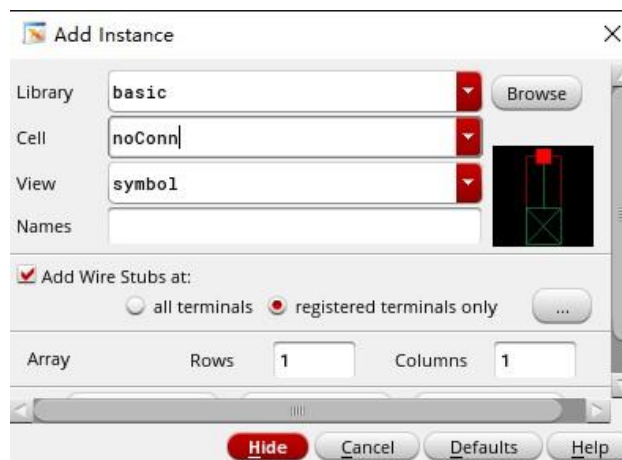 Add Instance
Library basic Browse
Cell noConn
View symbol
Names
Add Wire Stubs at:
all terminals registered terminals only ...
Array Rows 1 Columns 1
Hide Cancel Defaults Help